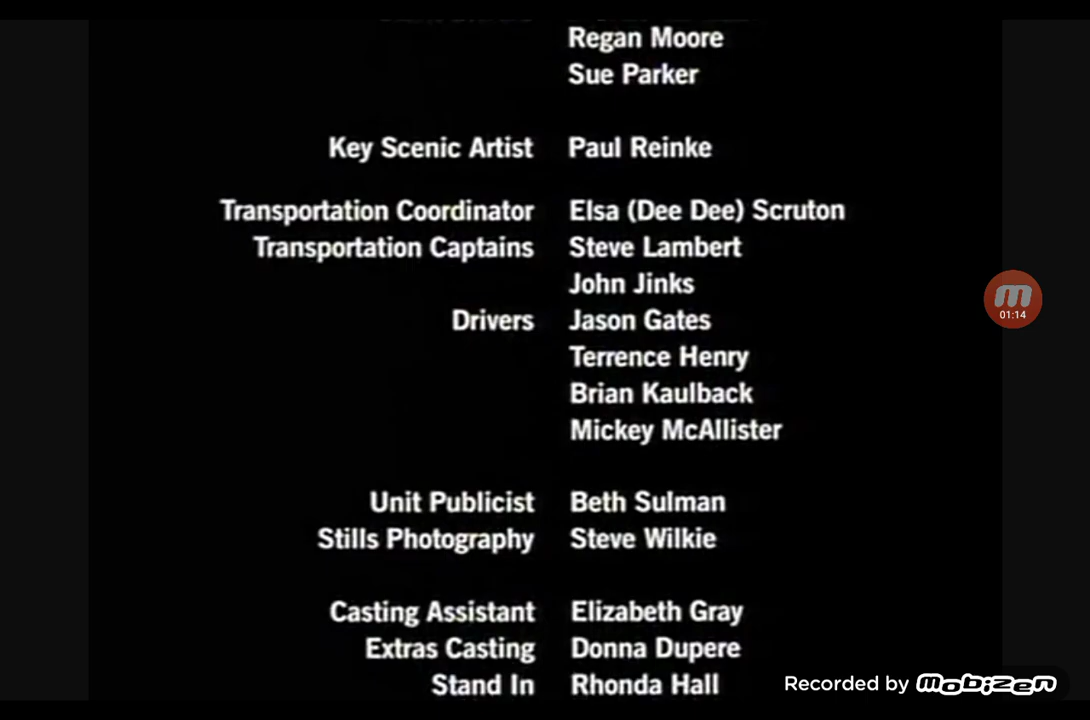 Regan Moore
Sue Parker
Key Scenic Artist Paul Reinke
Transportation Coordinator Elsa (Dee Dee) Scruton
Transportation Captains Steve Lambert
John Jinks
Drivers Jason Gates
Terrence Henry
Brian Kaulback
Mickey McAllister
Unit Publicist Beth Sulman
Stills Photography Steve Wilkie
Casting Assistant Elizabeth Gray
Extras Casting Donna Dupere
Stand In Rhonda Hall
m
01:14
Recorded by mobizen